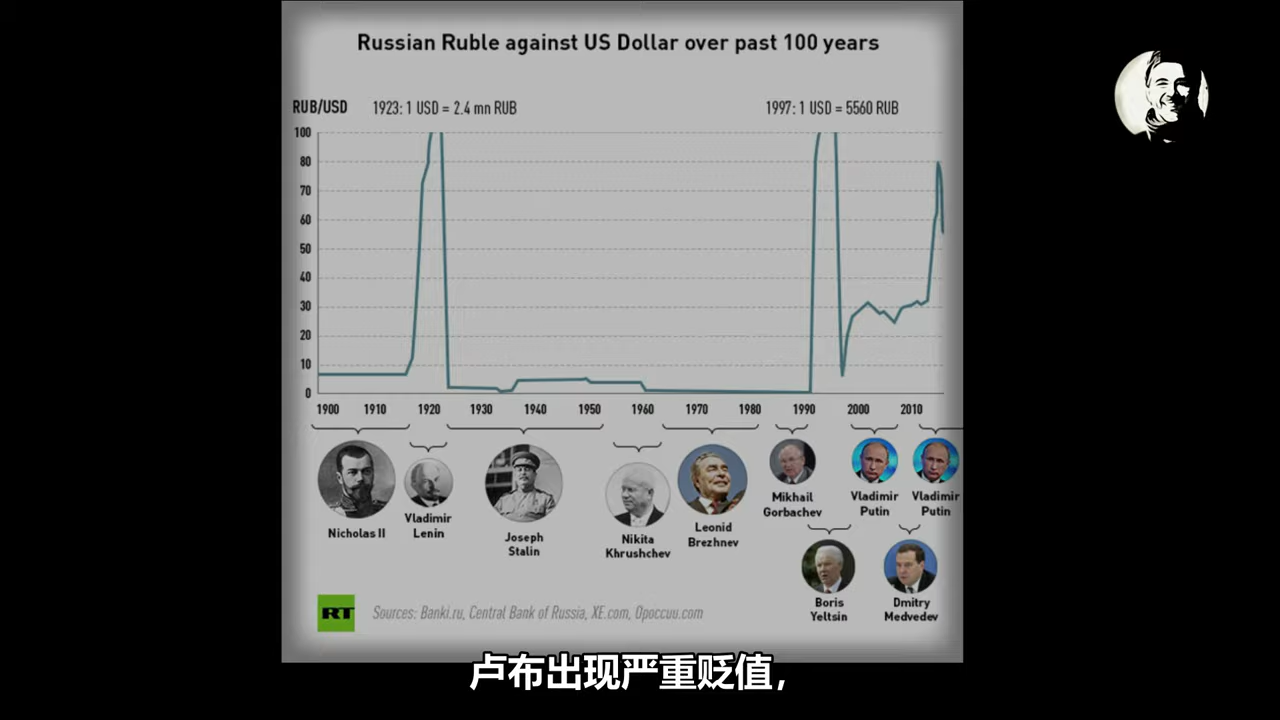 Russian Ruble against US Dollar over past 100 years
RUB/USD
1923: 1 USD = 2.4 mn RUB
1997: 1 USD = 5560 RUB
100
80
70
60
50
40
30
20
10
0
1900
1910
1920
1930
1940
1950
1960
1970
1980
1990
2000
2010
Nicholas II
Vladimir
Lenin
Joseph
Stalin
Nikita
Khrushchev
Leonid
Brezhnev
Mikhail
Gorbachev
Vladimir
Putin
Vladimir
Putin
Boris
Yeltsin
Dmitry
Medvedev
RT
Sources: Banki.ru, Central Bank of Russia, XE.com, Opoccuu.com
卢布出现严重贬值，